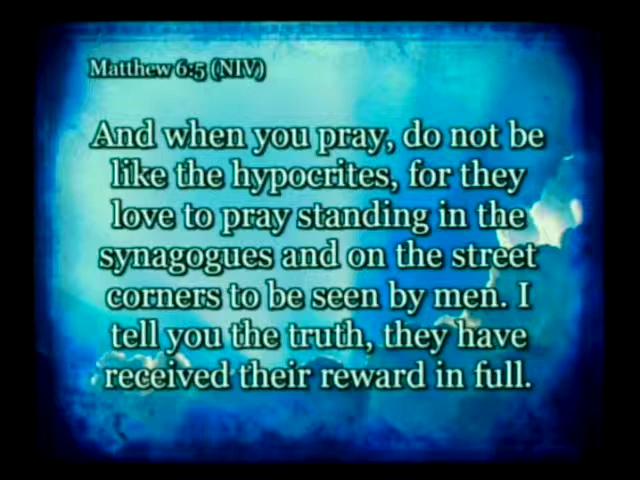 Matthew 6:5 (NIV)
And when you pray, do not be
like the hypocrites, for they
love to pray standing in the
synagogues and on the street
corners to be seen by men. I
tell you the truth, they have
received their reward in full.